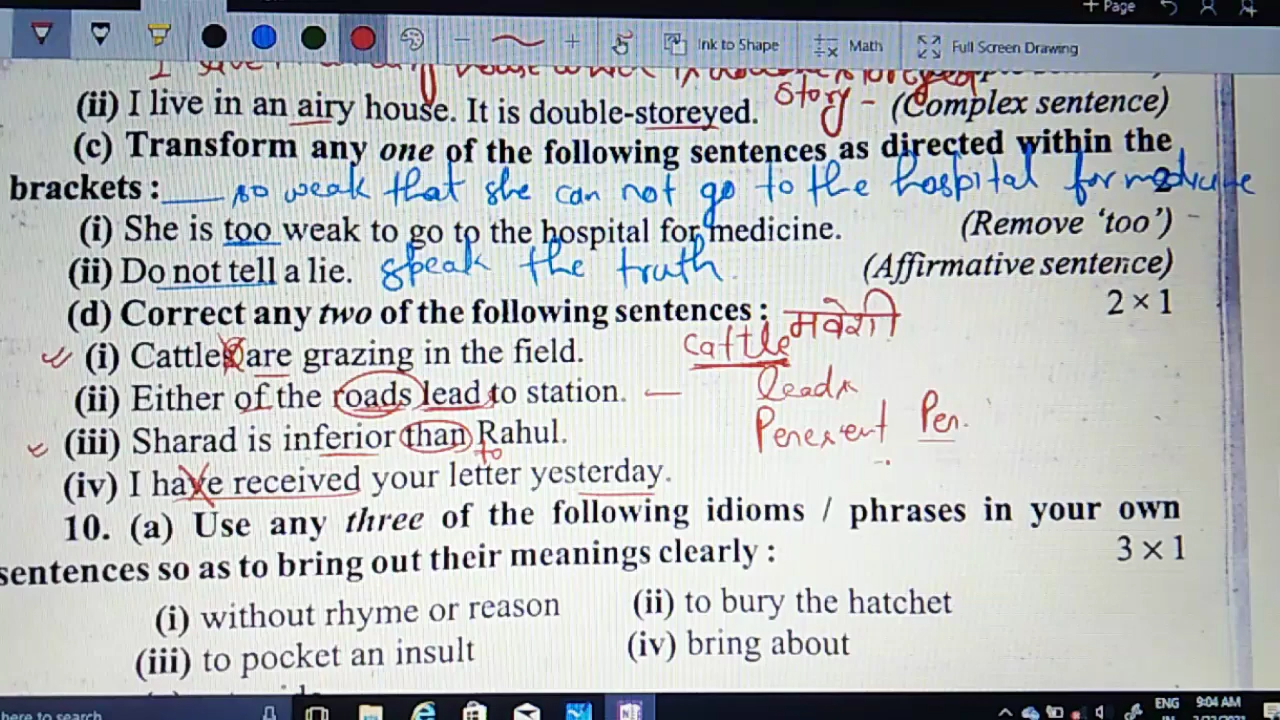 + Page
Ink to Shape Math Full Screen Drawing
(ii) I live in an airy house. It is double-storeyed. story - (Complex sentence)
(c) Transform any one of the following sentences as directed within the
brackets : ___ so weak that she can not go to the hospital for medicine
(i) She is too weak to go to the hospital for medicine. (Remove 'too') -
(ii) Do not tell a lie. speak the truth (Affirmative sentence)
(d) Correct any two of the following sentences : मवेशी 2 × 1
(i) Cattles are grazing in the field. Cattle
(ii) Either of the roads lead to station. — leads
(iii) Sharad is inferior than Rahul. Pen
to
(iv) I have received your letter yesterday.
10. (a) Use any three of the following idioms / phrases in your own
sentences so as to bring out their meanings clearly : 3 × 1
(i) without rhyme or reason (ii) to bury the hatchet
(iii) to pocket an insult (iv) bring about
here to search ENG 9:04 AM